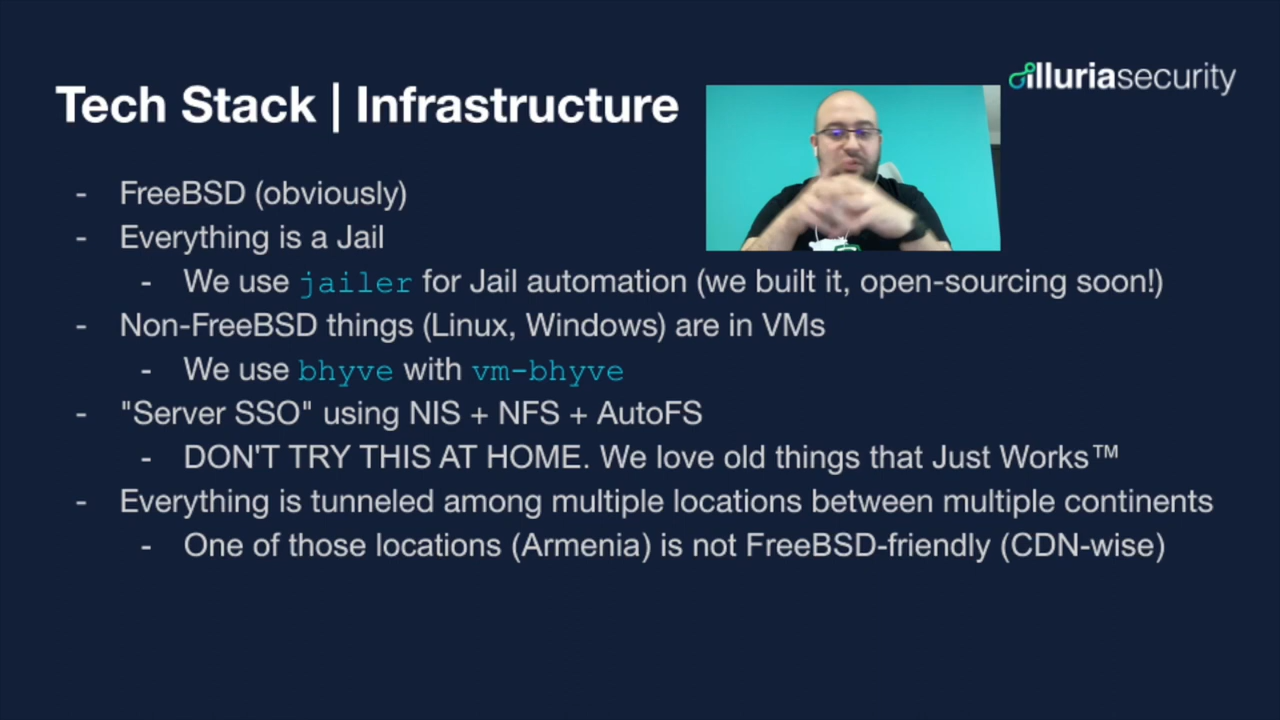 Tech Stack | Infrastructure
illuriasecurity
- FreeBSD (obviously)
- Everything is a Jail
- We use jailer for Jail automation (we built it, open-sourcing soon!)
- Non-FreeBSD things (Linux, Windows) are in VMs
- We use bhyve with vm-bhyve
- "Server SSO" using NIS + NFS + AutoFS
- DON'T TRY THIS AT HOME. We love old things that Just Works™
- Everything is tunneled among multiple locations between multiple continents
- One of those locations (Armenia) is not FreeBSD-friendly (CDN-wise)